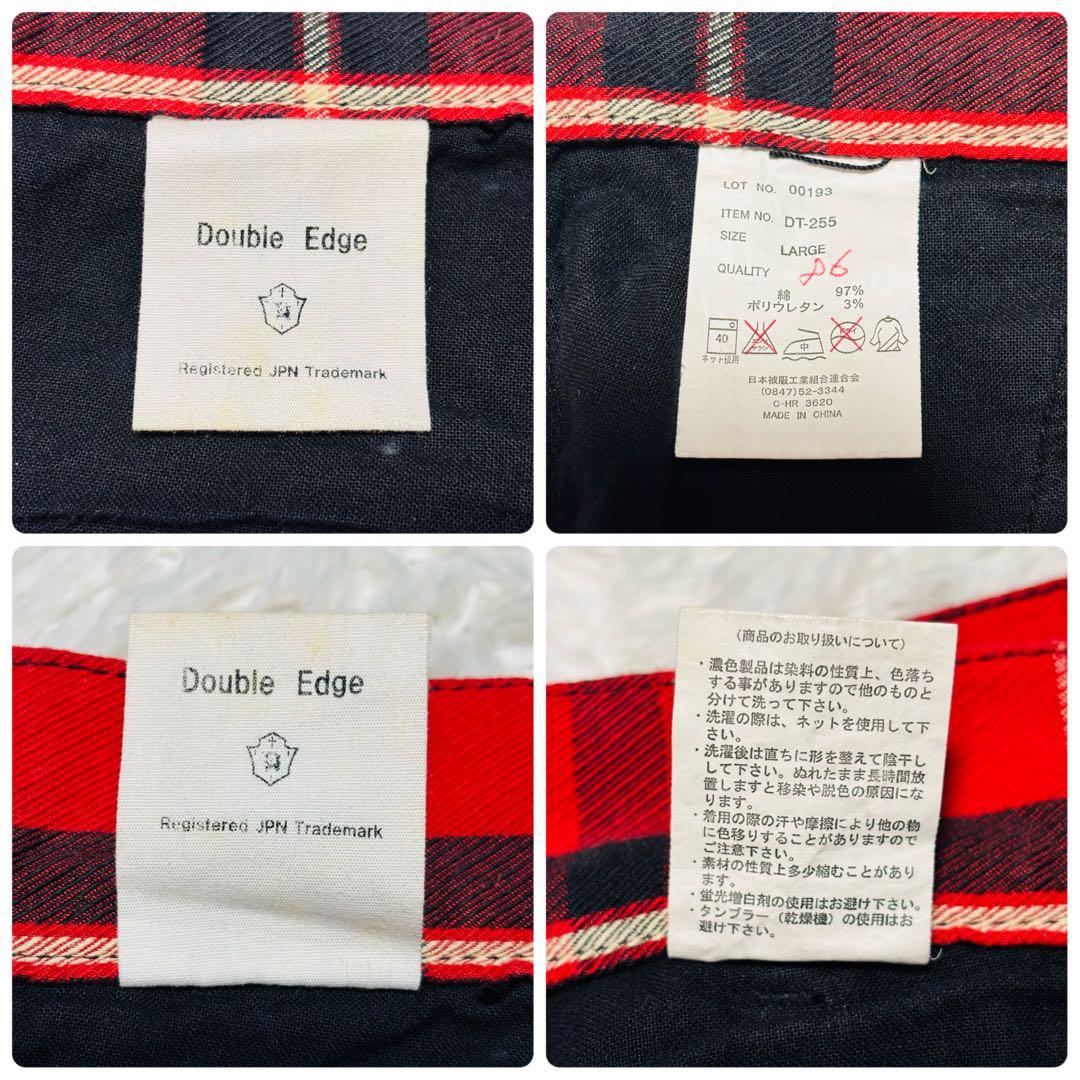 Double Edge
Registered JPN Trademark
LOT NO. 00193
ITEM NO. DT-255
SIZE
LARGE
QUALITY
綿 97%
ポリウレタン 3%
40
エンソ
サラシ
中
ドライ
ネット使用
日本被服工業組合連合会
(0847)52-3344
C-HR 3620
MADE IN CHINA
Double Edge
Registered JPN Trademark
(商品のお取り扱いについて)
・濃色製品は染料の性質上、色落ち
する事がありますので他のものと
分けて洗って下さい。
・洗濯の際は、ネットを使用して下
さい。
・洗濯後は直ちに形を整えて陰干し
して下さい。ぬれたまま長時間放
置しますと移染や脱色の原因にな
ります。
・着用の際の汗や摩擦により他の物
に色移りすることがありますので
ご注意下さい。
・素材の性質上多少縮むことがあり
ます。
・蛍光増白剤の使用はお避け下さい。
・タンブラー（乾燥機）の使用はお
避け下さい。